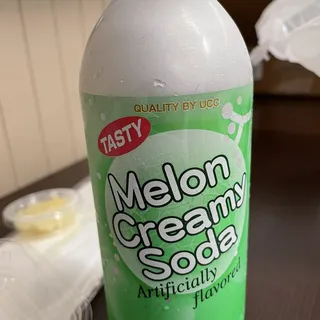 QUALITY BY UCC
TASTY
Melon
Creamy
Soda
Artificially
flavored